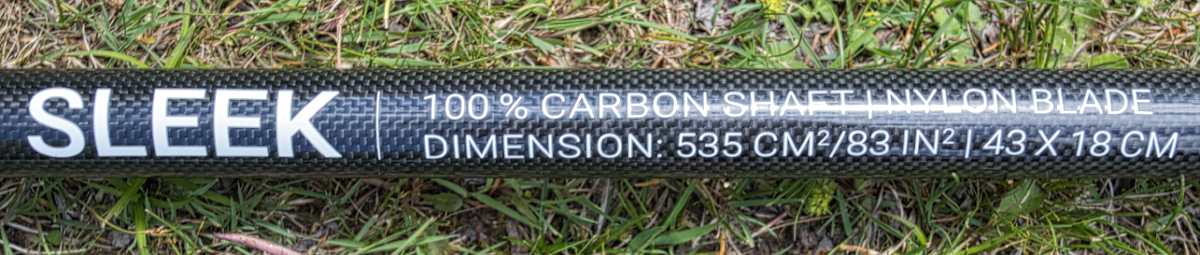 SLEEK
100 % CARBON SHAFT | NYLON BLADE
DIMENSION: 535 CM²/83 IN² | 43 X 18 CM